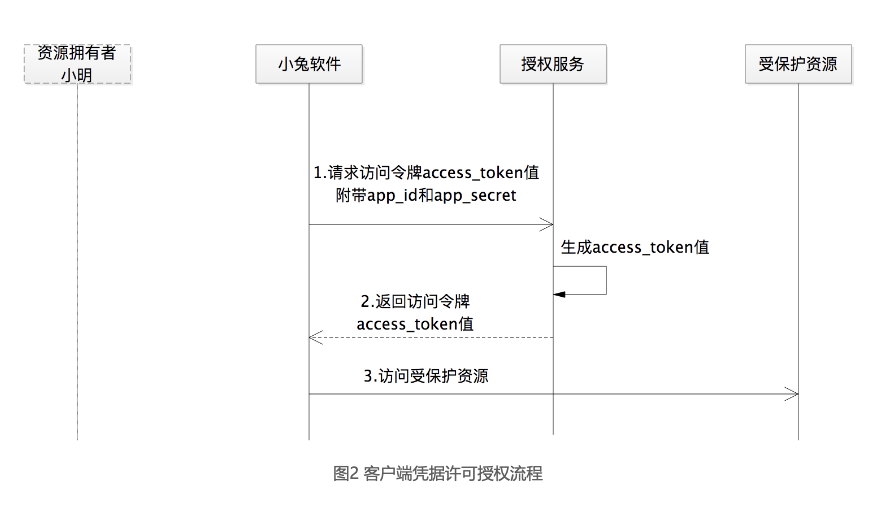 资源拥有者
小明
小兔软件
授权服务
受保护资源
1.请求访问令牌access_token值
附带app_id和app_secret
生成access_token值
2.返回访问令牌
access_token值
3.访问受保护资源
图2 客户端凭据许可授权流程